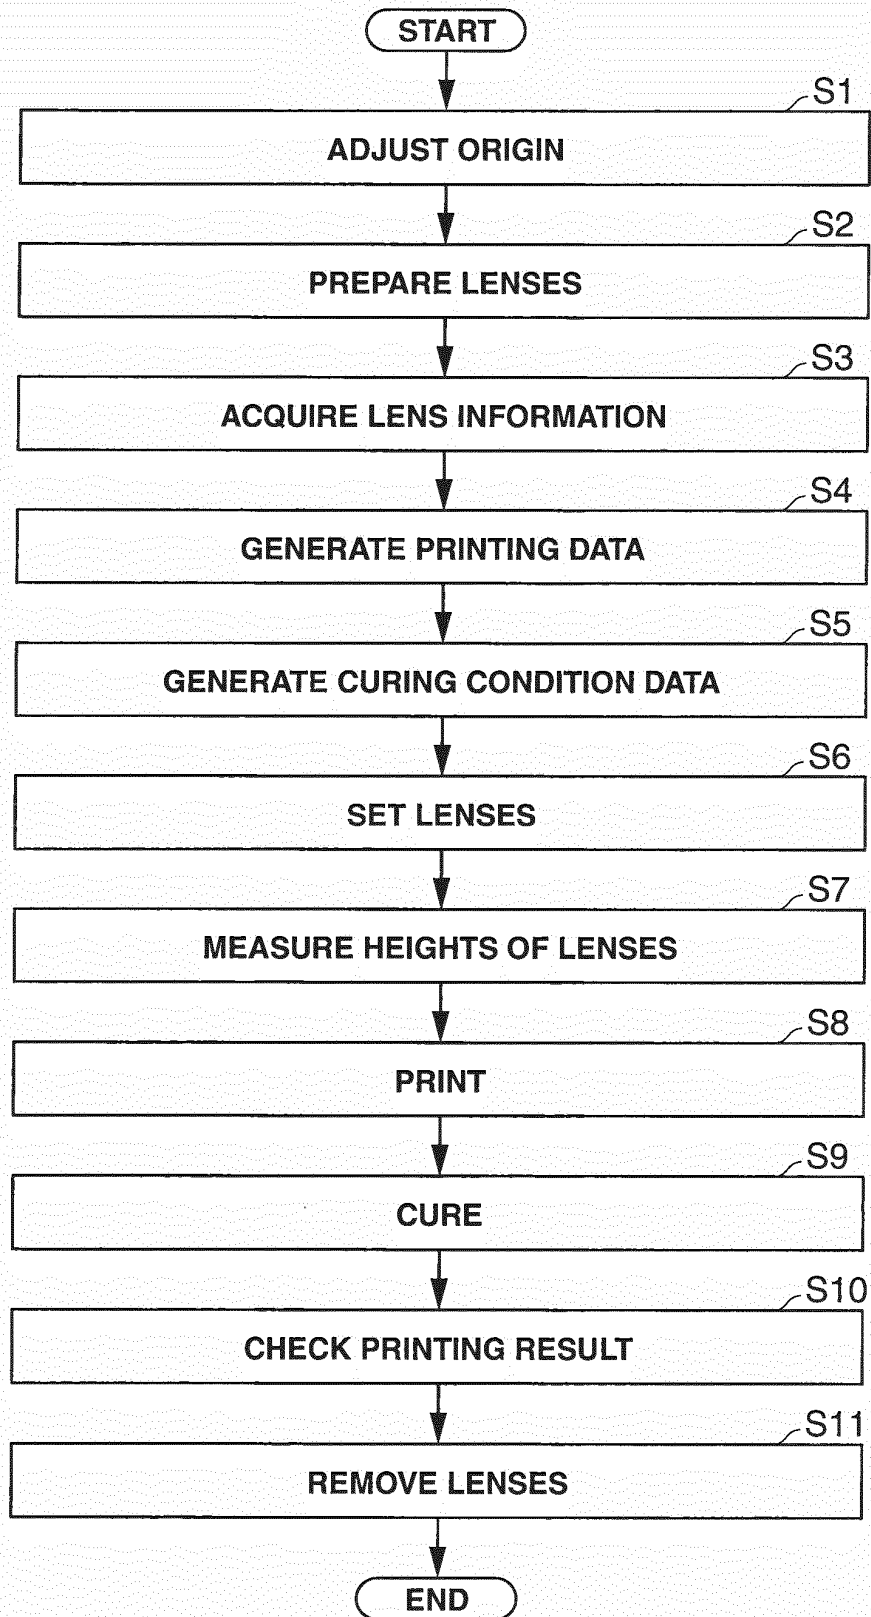 START
S1
ADJUST ORIGIN
S2
PREPARE LENSES
S3
ACQUIRE LENS INFORMATION
S4
GENERATE PRINTING DATA
S5
GENERATE CURING CONDITION DATA
S6
SET LENSES
S7
MEASURE HEIGHTS OF LENSES
S8
PRINT
S9
CURE
S10
CHECK PRINTING RESULT
S11
REMOVE LENSES
END